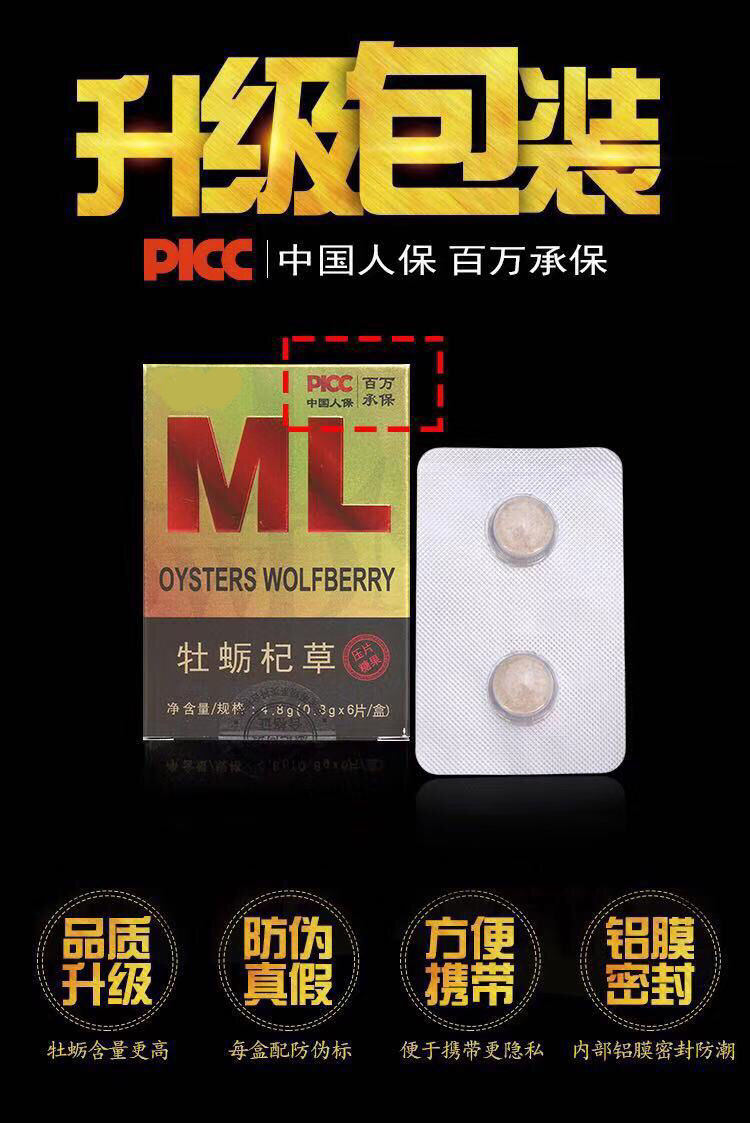 升级包装
PICC 中国人保 百万承保
PICC 百万
中国人保 承保
ML
OYSTERS WOLFBERRY
牡蛎杞草 压片
糖果
净含量/规格:4.8g(0.8gx6片/盒)
品质 防伪 方便 铝膜
升级 真假 携带 密封
牡蛎含量更高 每盒配防伪标 便于携带更隐私 内部铝膜密封防潮